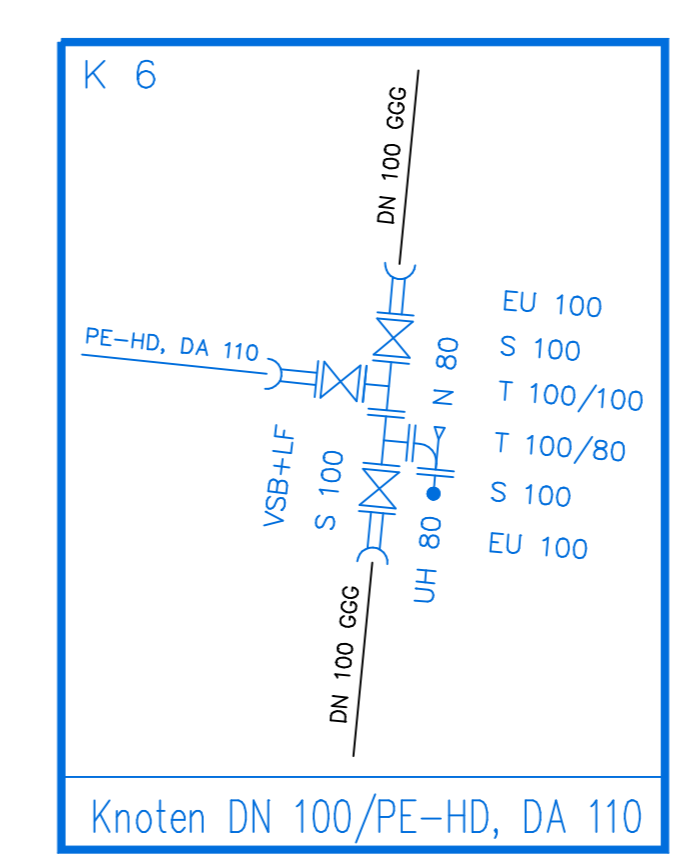 K 6
DN 100 GGG
EU 100
PE-HD, DA 110
N 80
S 100
T 100/100
T 100/80
VSB+LF
S 100
S 100
UH 80
EU 100
DN 100 GGG
Knoten DN 100/PE-HD, DA 110